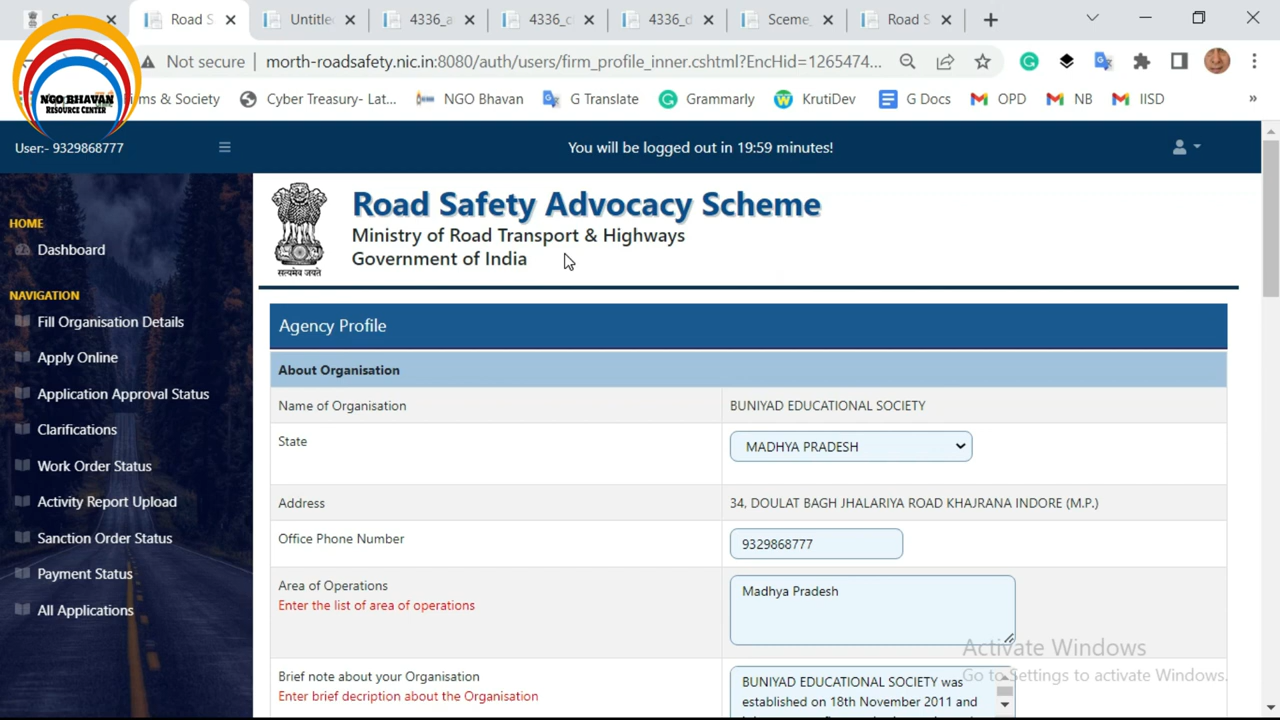 Road S
Untitle
4336_a
4336_c
4336_d
Sceme_
Road S
Not secure
morth-roadsafety.nic.in:8080/auth/users/firm_profile_inner.cshtml?EncHid=1265474...
ms & Society
Cyber Treasury- Lat...
NGO Bhavan
G Translate
Grammarly
KrutiDev
G Docs
OPD
NB
IISD
»
NGO BHAVAN
RESOURCE CENTER
User:- 9329868777
You will be logged out in 19:59 minutes!
सत्यमेव जयते
Road Safety Advocacy Scheme
Ministry of Road Transport & Highways
Government of India
HOME
Dashboard
NAVIGATION
Fill Organisation Details
Apply Online
Application Approval Status
Clarifications
Work Order Status
Activity Report Upload
Sanction Order Status
Payment Status
All Applications
Agency Profile
About Organisation
Name of Organisation
BUNIYAD EDUCATIONAL SOCIETY
State
MADHYA PRADESH
Address
34, DOULAT BAGH JHALARIYA ROAD KHAJRANA INDORE (M.P.)
Office Phone Number
9329868777
Area of Operations
Enter the list of area of operations
Madhya Pradesh
Brief note about your Organisation
Enter brief decription about the Organisation
BUNIYAD EDUCATIONAL SOCIETY was
established on 18th November 2011 and
Activate Windows
Go to Settings to activate Windows.